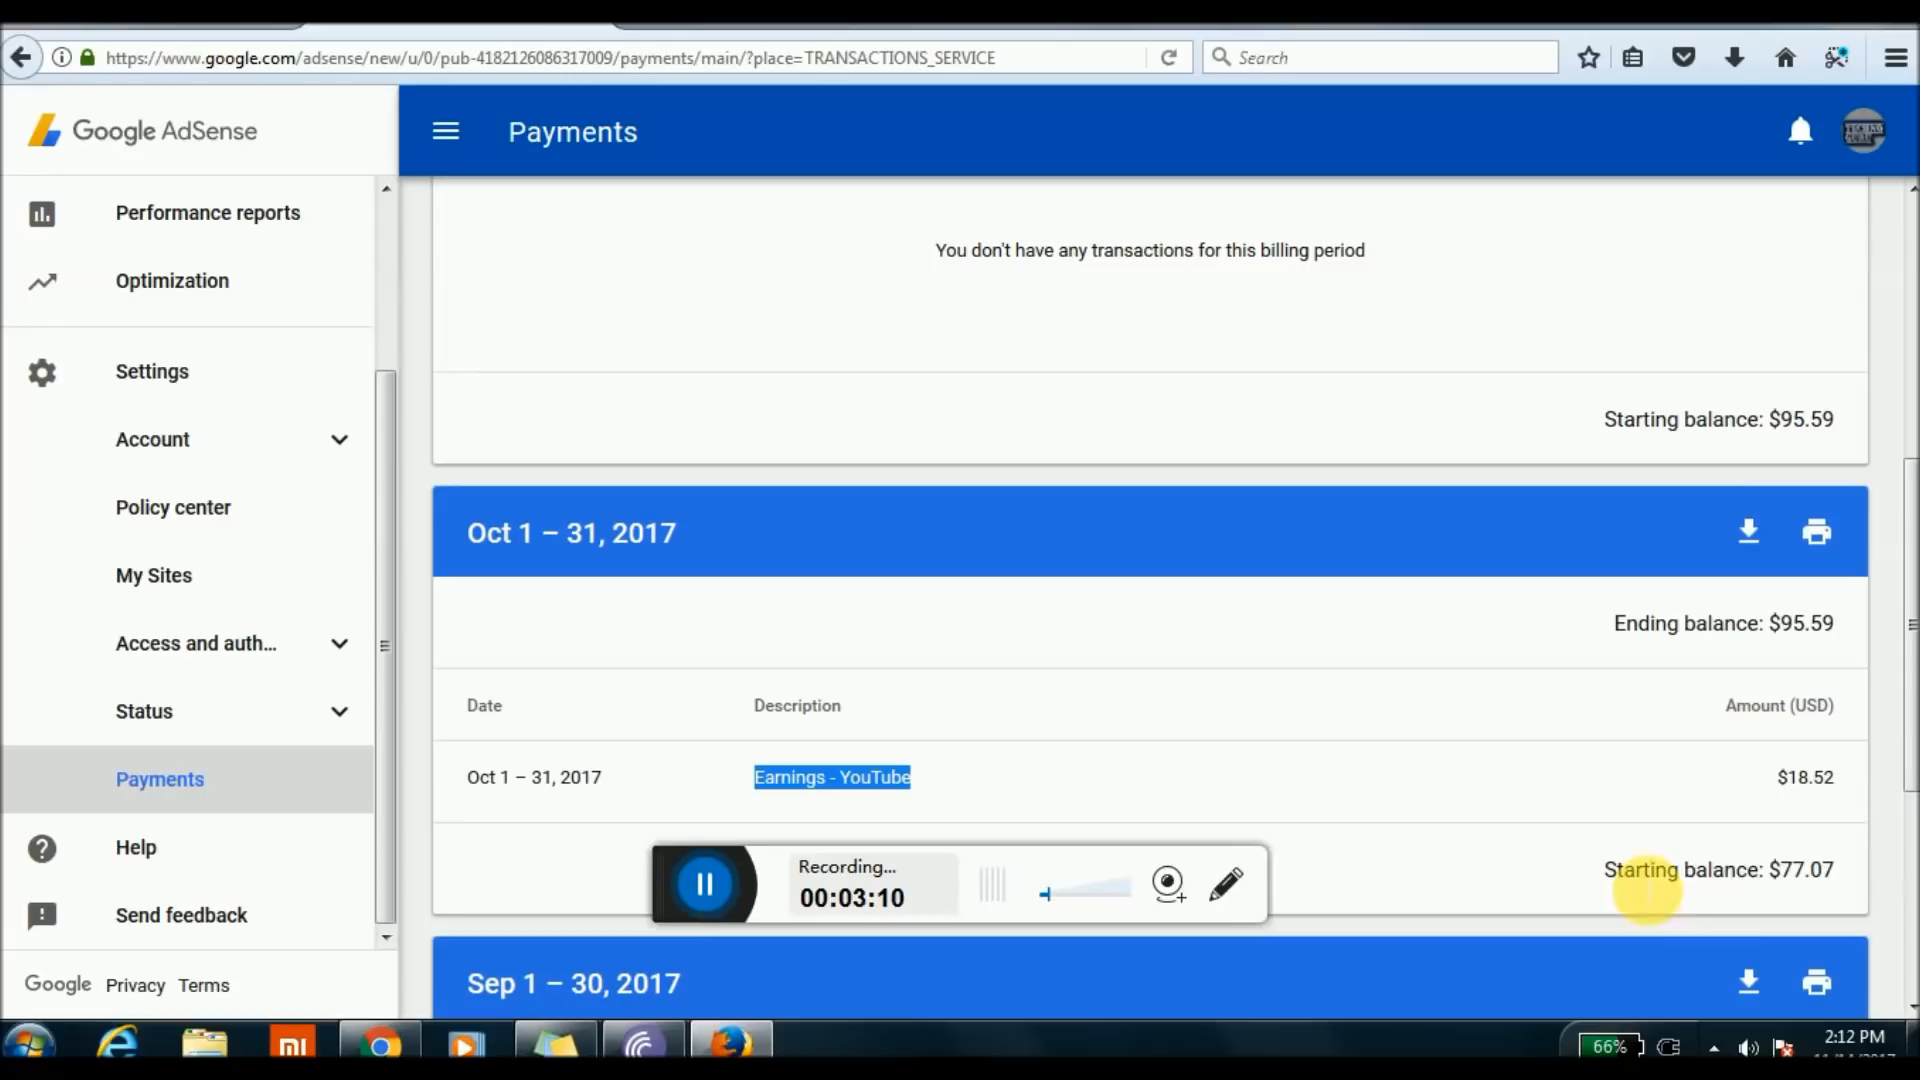 https://www.google.com/adsense/new/u/0/pub-4182126086317009/payments/main/?place=TRANSACTIONS_SERVICE
Search
Google AdSense
Payments
Performance reports
Optimization
Settings
Account
Policy center
My Sites
Access and auth...
Status
Payments
Help
Send feedback
Google Privacy Terms
You don't have any transactions for this billing period
Starting balance: $95.59
Oct 1 – 31, 2017
Ending balance: $95.59
Date Description Amount (USD)
Oct 1 – 31, 2017 Earnings - YouTube $18.52
Starting balance: $77.07
Recording...
00:03:10
Sep 1 – 30, 2017
mi
66%
2:12 PM